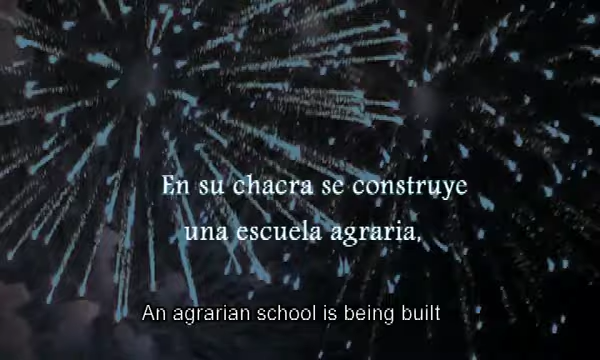 En su chacra se construye
una escuela agraria,
An agrarian school is being built